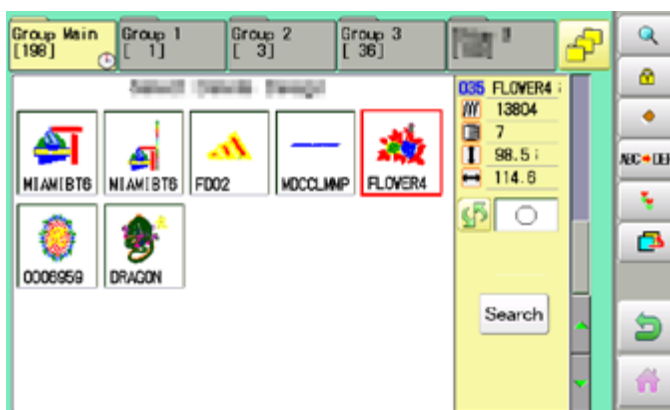 Group Main
[198]
Group 1
[ 1]
Group 2
[ 3]
Group 3
[ 36]
035 FLOWER4
13804
7
98.5
114.6
MIAMIBT6
MIAMIBT6
FD02
MDCCLMNP
FLOWER4
0006959
DRAGON
Search